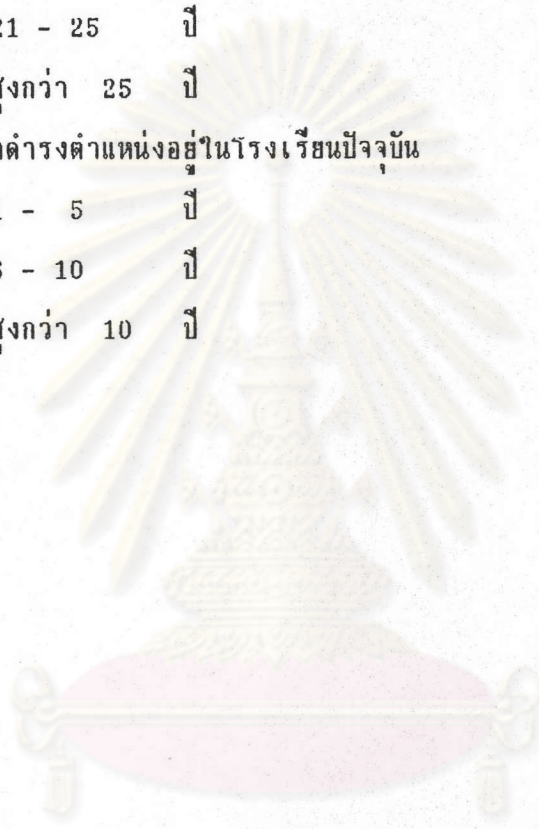 21 - 25 ปี
สูงกว่า 25 ปี
ดำรงตำแหน่งอยู่ในโรงเรียนปัจจุบัน
1 - 5 ปี
6 - 10 ปี
สูงกว่า 10 ปี